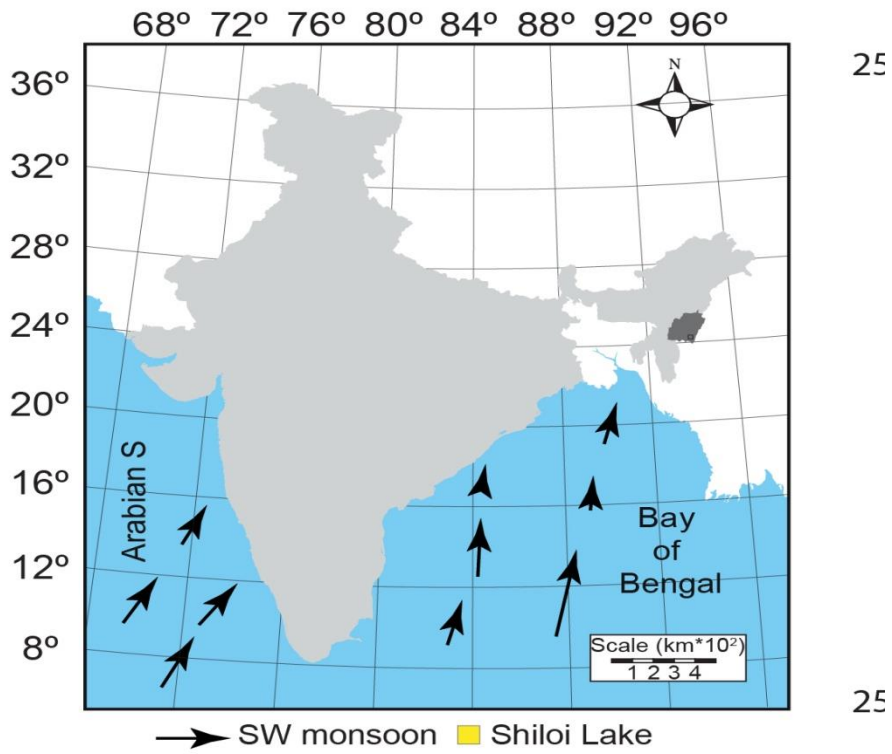 68º 72º 76º 80º 84º 88º 92º 96º
25
36º
N
32º
28º
24º
20º
16º
12º
8º
Arabian S
Bay
of
Bengal
Scale (km*10²)
1 2 3 4
25
SW monsoon Shiloi Lake